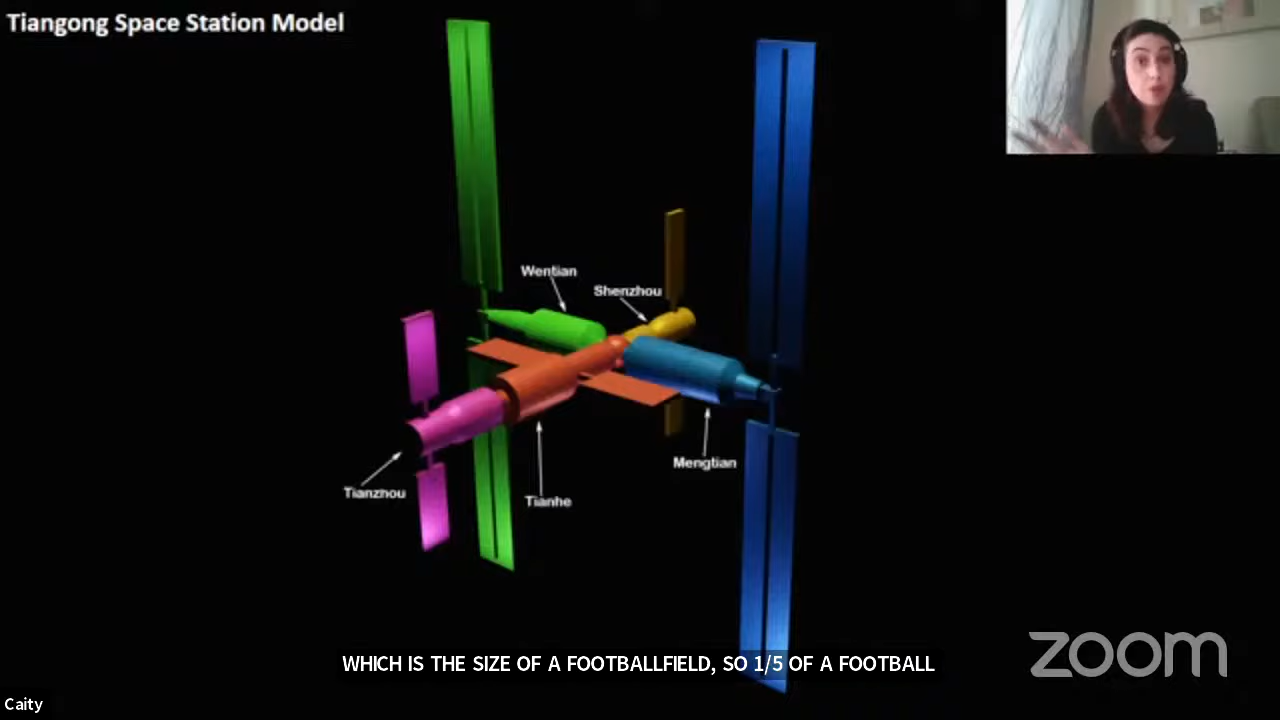 Tiangong Space Station Model
Wentian
Shenzhou
Mengtian
Tianzhou
Tianhe
WHICH IS THE SIZE OF A FOOTBALLFIELD, SO 1/5 OF A FOOTBALL
zoom
Caity